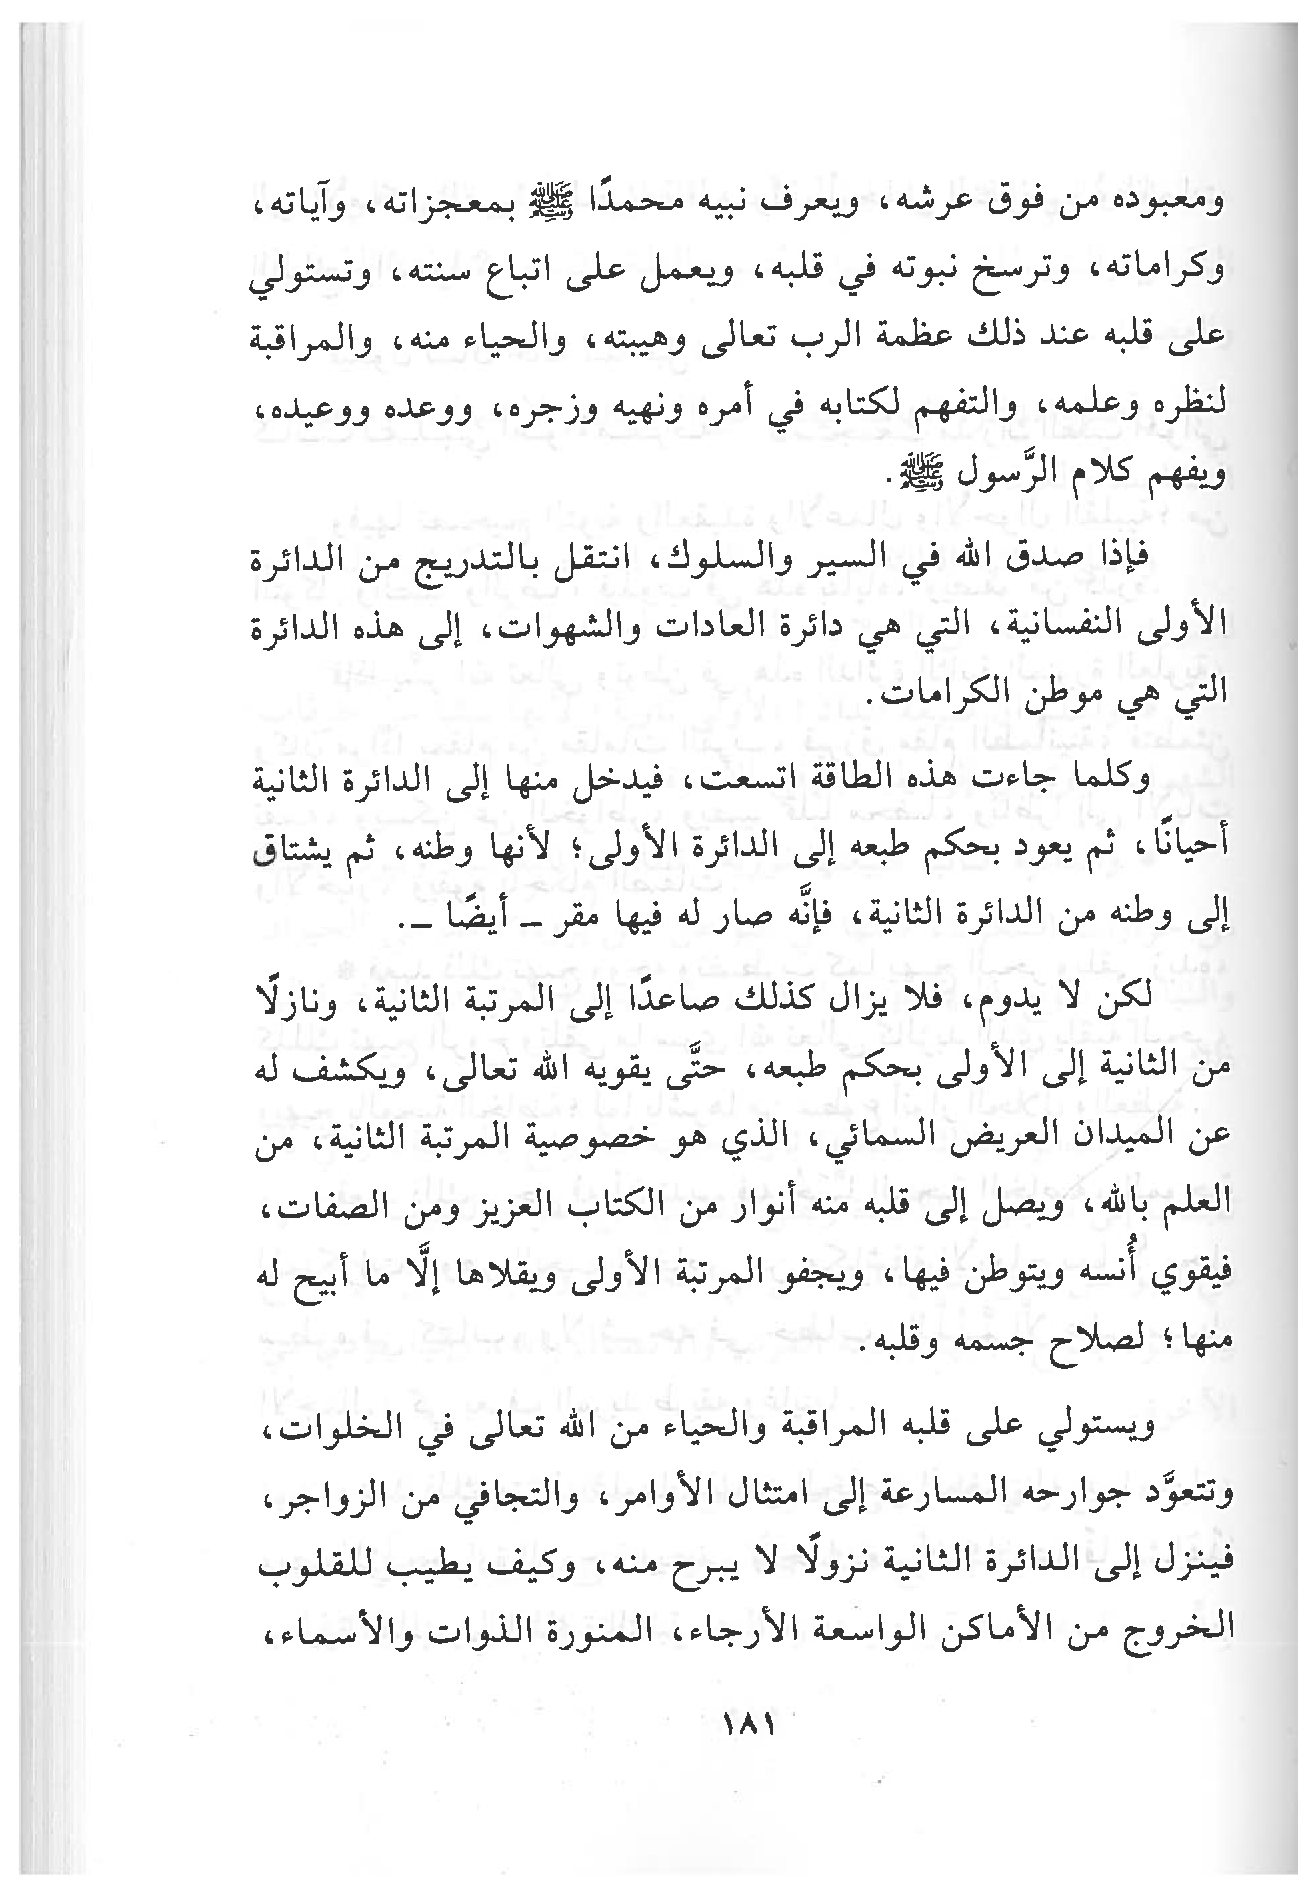 ومعبوده من فوق عرشه، ويعرف نبيه محمدًا ﷺ بمعجزاته، وآياته،
وكراماته، وترسخ نبوته في قلبه، ويعمل على اتباع سنته، وتستولي
على قلبه عند ذلك عظمة الرب تعالى وهيبته، والحياء منه، والمراقبة
لنظره وعلمه، والتفهم لكتابه في أمره ونهيه وزجره، ووعده ووعيده،
ويفهم كلام الرَّسول ﷺ.
فإذا صدق الله في السير والسلوك، انتقل بالتدريج من الدائرة
الأولى النفسانية، التي هي دائرة العادات والشهوات، إلى هذه الدائرة
التي هي موطن الكرامات.
وكلما جاءت هذه الطاقة اتسعت، فيدخل منها إلى الدائرة الثانية
أحيانًا، ثم يعود بحكم طبعه إلى الدائرة الأولى؛ لأنها وطنه، ثم يشتاق
إلى وطنه من الدائرة الثانية، فإنَّه صار له فيها مقر ـ أيضًا ـ.
لكن لا يدوم، فلا يزال كذلك صاعدًا إلى المرتبة الثانية، ونازلًا
من الثانية إلى الأولى بحكم طبعه، حتَّى يقويه الله تعالى، ويكشف له
عن الميدان العريض السمائي، الذي هو خصوصية المرتبة الثانية، من
العلم بالله، ويصل إلى قلبه منه أنوار من الكتاب العزيز ومن الصفات،
فيقوي أُنسه ويتوطن فيها، ويجفو المرتبة الأولى ويقلاها إلَّا ما أبيح له
منها؛ لصلاح جسمه وقلبه.
ويستولي على قلبه المراقبة والحياء من الله تعالى في الخلوات،
وتتعوَّد جوارحه المسارعة إلى امتثال الأوامر، والتجافي من الزواجر،
فينزل إلى الدائرة الثانية نزولًا لا يبرح منه، وكيف يطيب للقلوب
الخروج من الأماكن الواسعة الأرجاء، المنورة الذوات والأسماء،
١٨١